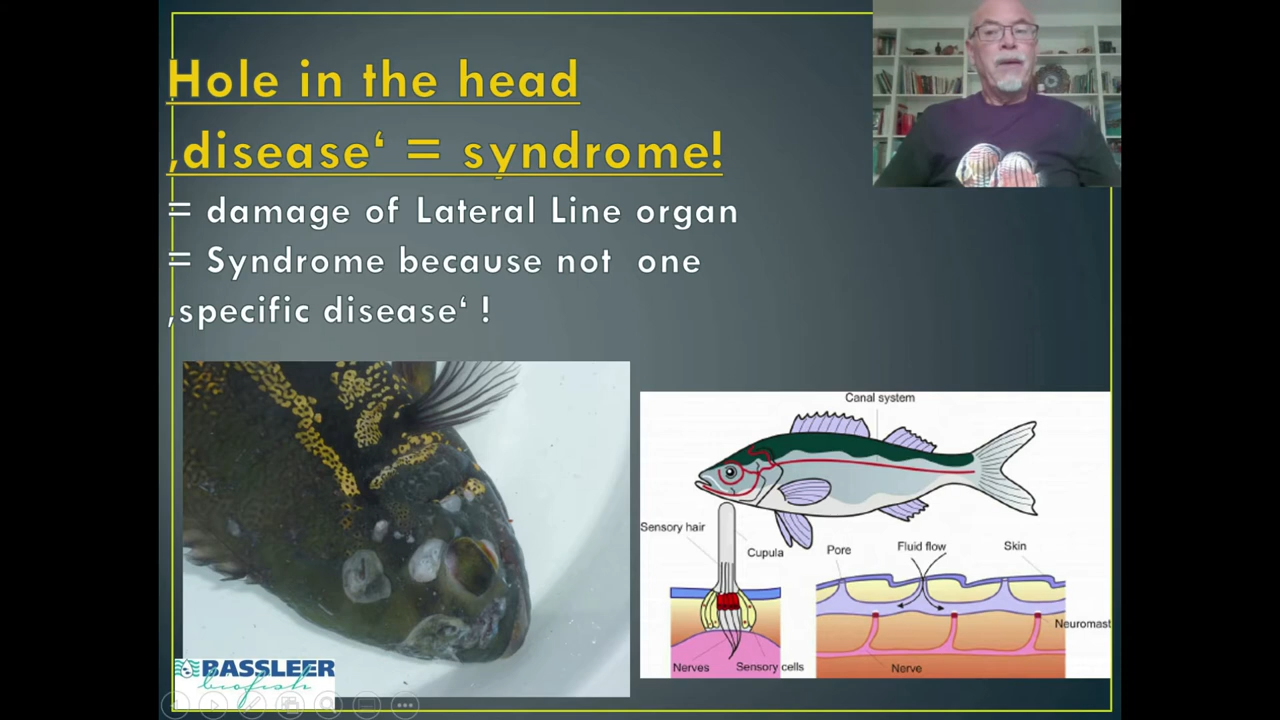 Hole in the head
‚disease‘ = syndrome!
= damage of Lateral Line organ
= Syndrome because not one
‚specific disease‘ !
Canal system
Sensory hair
Cupula
Pore
Fluid flow
Skin
Neuromast
Nerves
Sensory cells
Nerve
BASSLEER
biofish